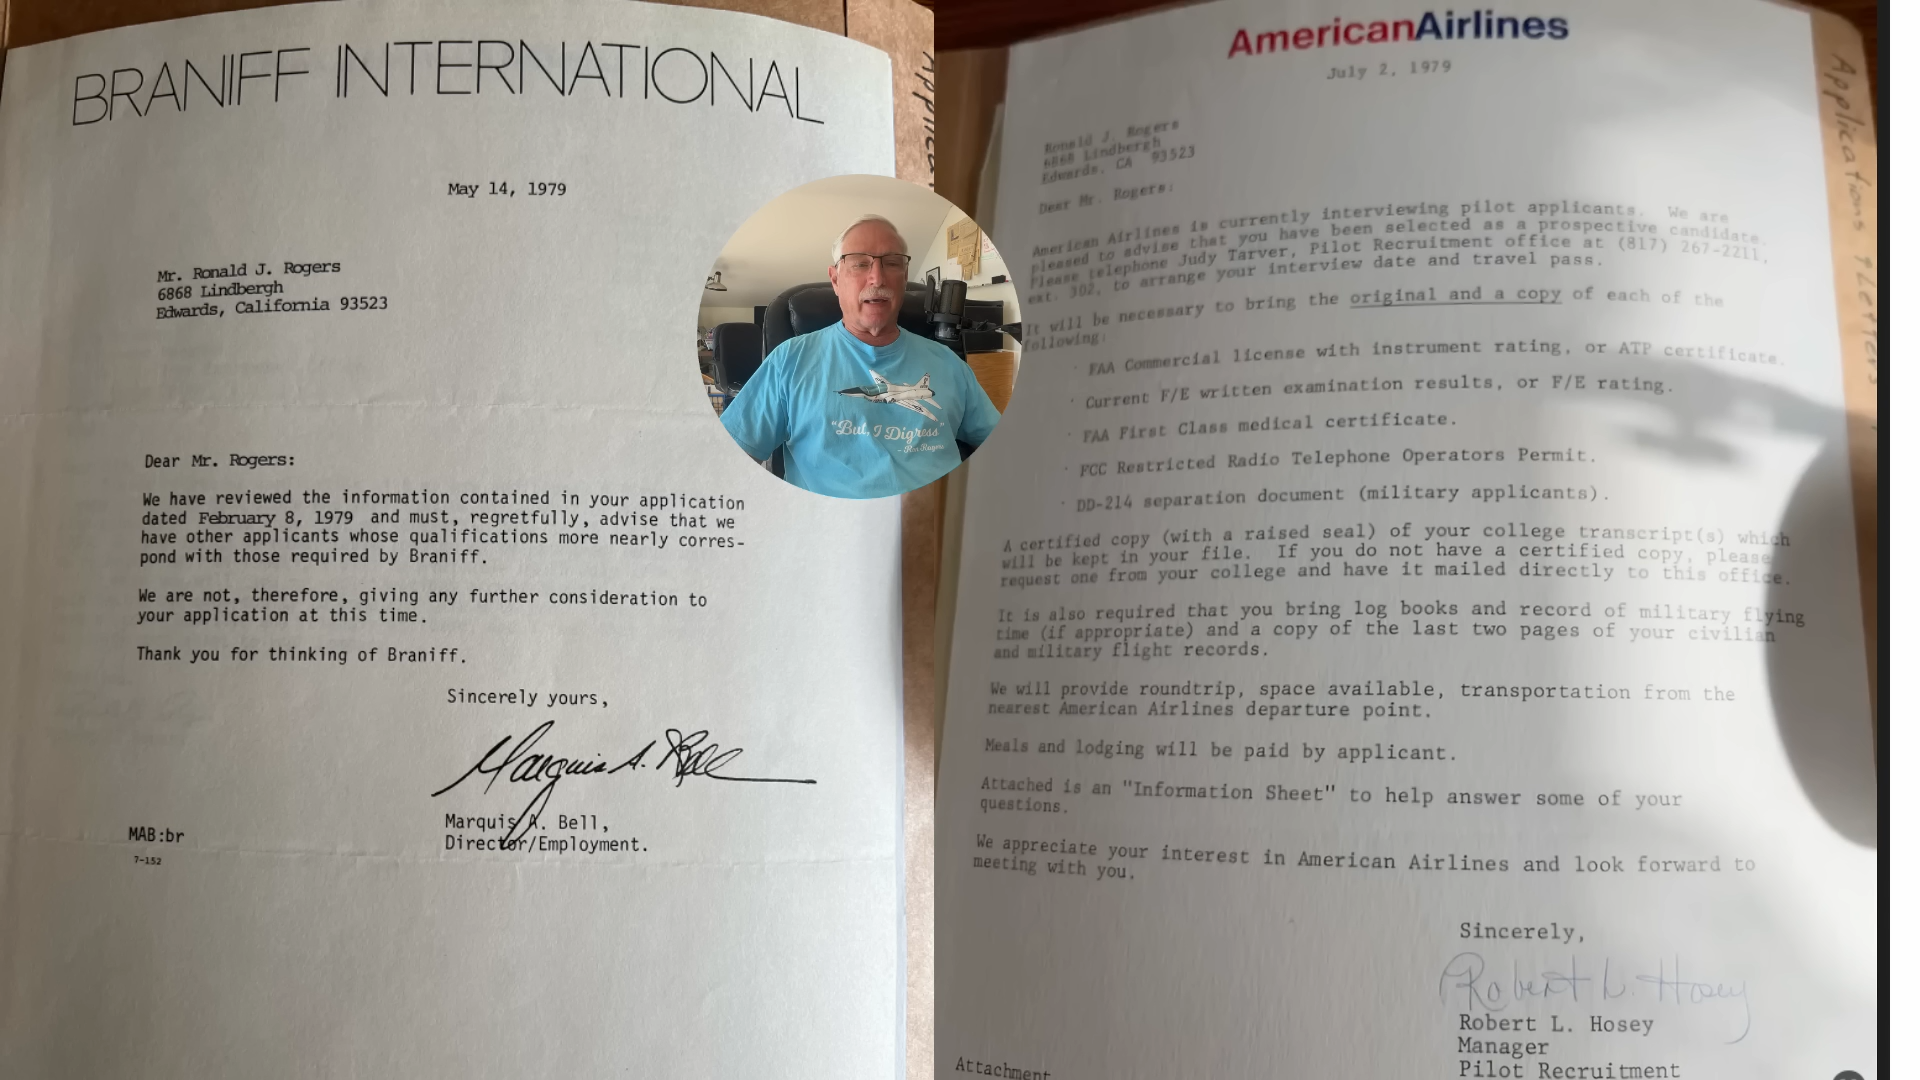 BRANIFF INTERNATIONAL
May 14, 1979
Mr. Ronald J. Rogers
6868 Lindbergh
Edwards, California 93523
Dear Mr. Rogers:
We have reviewed the information contained in your application
dated February 8, 1979 and must, regretfully, advise that we
have other applicants whose qualifications more nearly corres-
pond with those required by Braniff.
We are not, therefore, giving any further consideration to
your application at this time.
Thank you for thinking of Braniff.
Sincerely yours,
Marquis A. Bell
Marquis A. Bell,
Director/Employment.
MAB:br
7-152
"But, I Digress"
- Ron Rogers
AmericanAirlines
July 2, 1979
Ronald J. Rogers
6868 Lindbergh
Edwards, CA 93523
Dear Mr. Rogers:
American Airlines is currently interviewing pilot applicants. We are
pleased to advise that you have been selected as a prospective candidate.
Please telephone Judy Tarver, Pilot Recruitment office at (817) 267-2211,
ext. 302, to arrange your interview date and travel pass.
It will be necessary to bring the original and a copy of each of the
following:
· FAA Commercial license with instrument rating, or ATP certificate.
· Current F/E written examination results, or F/E rating.
· FAA First Class medical certificate.
· FCC Restricted Radio Telephone Operators Permit.
· DD-214 separation document (military applicants).
A certified copy (with a raised seal) of your college transcript(s) which
will be kept in your file. If you do not have a certified copy, please
request one from your college and have it mailed directly to this office.
It is also required that you bring log books and record of military flying
time (if appropriate) and a copy of the last two pages of your civilian
and military flight records.
We will provide roundtrip, space available, transportation from the
nearest American Airlines departure point.
Meals and lodging will be paid by applicant.
Attached is an "Information Sheet" to help answer some of your
questions.
We appreciate your interest in American Airlines and look forward to
meeting with you.
Sincerely,
Robert L. Hosey
Robert L. Hosey
Manager
Pilot Recruitment
Attachment
Applications & Letters